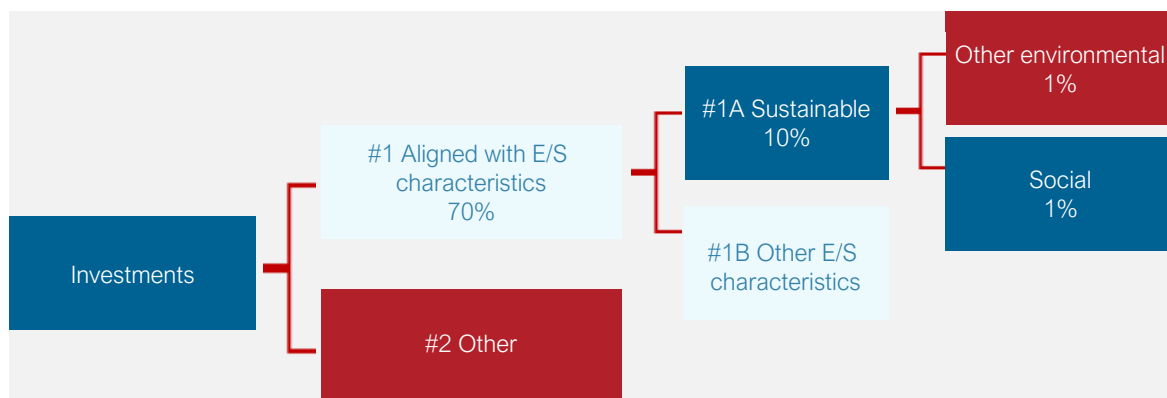 Investments
#1 Aligned with E/S
characteristics
70%
#2 Other
#1A Sustainable
10%
#1B Other E/S
characteristics
Other environmental
1%
Social
1%